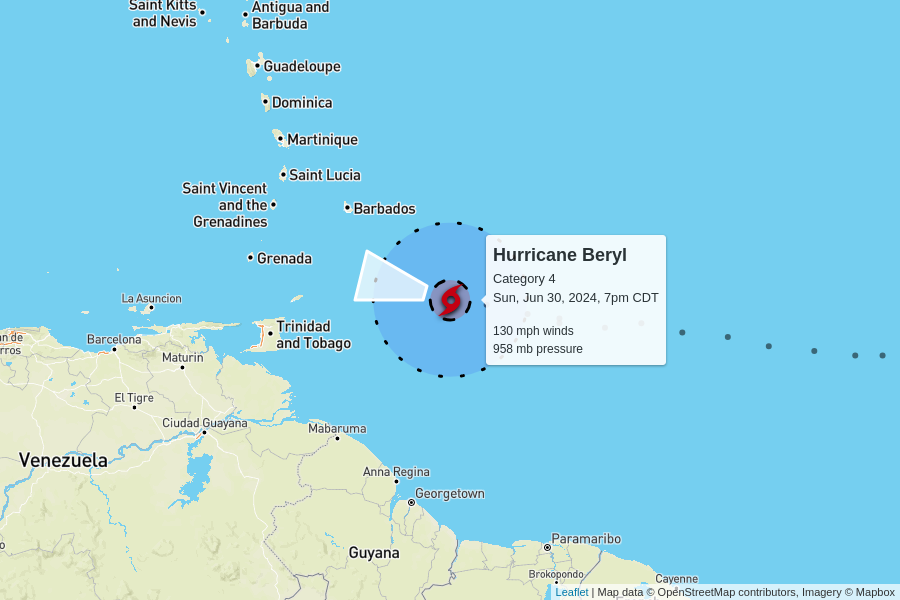 Saint Kitts
and Nevis
Antigua and
Barbuda
Guadeloupe
Dominica
Martinique
Saint Lucia
Saint Vincent
and the
Grenadines
Barbados
Grenada
Hurricane Beryl
Category 4
Sun, Jun 30, 2024, 7pm CDT
130 mph winds
958 mb pressure
La Asuncion
Trinidad
and Tobago
an de
rros
Barcelona
Maturin
El Tigre
Ciudad Guayana
Mabaruma
Venezuela
Anna Regina
Georgetown
Guyana
o
Paramaribo
Brokopondo
Cayenne
Leaflet | Map data © OpenStreetMap contributors, Imagery © Mapbox